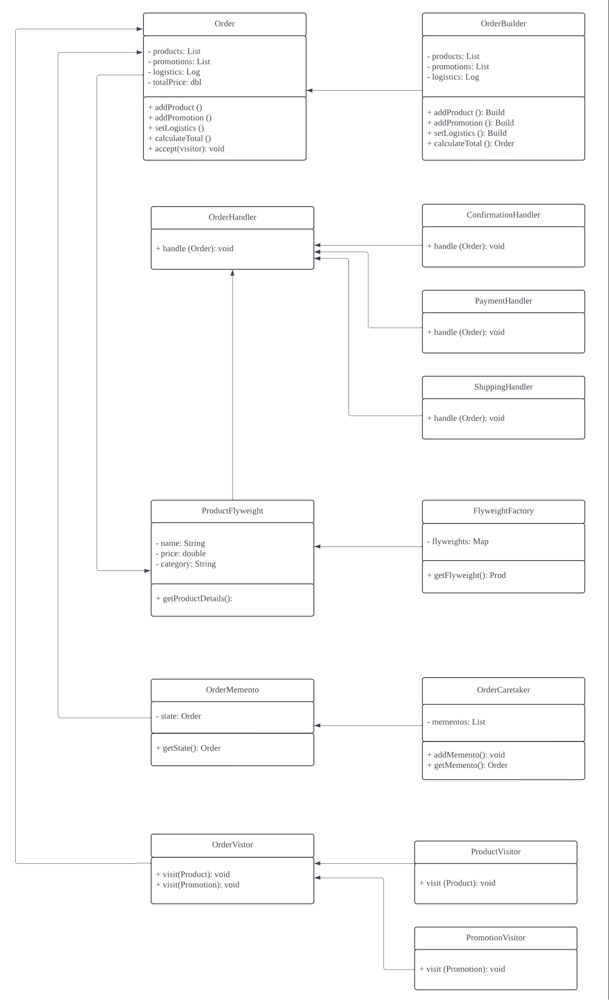 Order
- products: List
- promotions: List
- logistics: Log
- totalPrice: dbl
+ addProduct ()
+ addPromotion ()
+ setLogistics ()
+ calculateTotal ()
+ accept(visitor): void
OrderBuilder
- products: List
- promotions: List
- logistics: Log
+ addProduct (): Build
+ addPromotion (): Build
+ setLogistics (): Build
+ calculateTotal (): Order
OrderHandler
+ handle (Order): void
ConfirmationHandler
+ handle (Order): void
PaymentHandler
+ handle (Order): void
ShippingHandler
+ handle (Order): void
ProductFlyweight
- name: String
- price: double
- category: String
+ getProductDetails():
FlyweightFactory
- flyweights: Map
+ getFlyweight(): Prod
OrderMemento
- state: Order
+ getState(): Order
OrderCaretaker
- mementos: List
+ addMemento(): void
+ getMemento(): Order
OrderVistor
+ visit(Product): void
+ visit(Promotion): void
ProductVisitor
+ visit (Product): void
PromotionVisitor
+ visit (Promotion): void